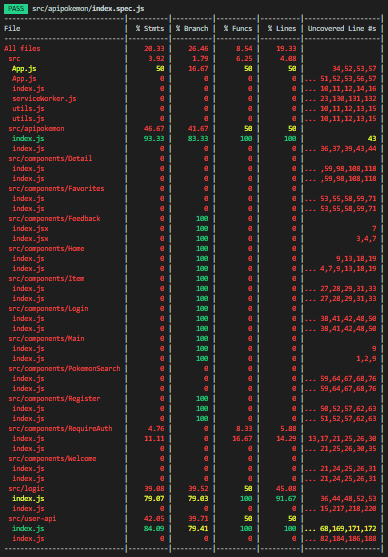 PASS src/apipokemon/index.spec.js
File | % Stmts | % Branch | % Funcs | % Lines | Uncovered Line #s |
All files | 20.33 | 26.46 | 8.54 | 19.33 | |
src | 3.92 | 1.79 | 6.25 | 4.08 | |
App.js | 50 | 16.67 | 50 | 50 | 34,52,53,57 |
App.js | 0 | 0 | 0 | 0 |... 51,52,53,56,57 |
index.js | 0 | 0 | 0 | 0 |... 10,11,12,14,16 |
serviceworker.js | 0 | 0 | 0 | 0 |... 23,130,131,132 |
utils.js | 0 | 0 | 0 | 0 |... 10,11,12,13,15 |
utils.js | 0 | 0 | 0 | 0 |... 10,11,12,13,15 |
src/apipokemon | 46.67 | 41.67 | 50 | 50 | |
index.js | 93.33 | 83.33 | 100 | 100 | 43 |
index.js | 0 | 0 | 0 | 0 |... 36,37,39,43,44 |
src/components/Detail | 0 | 0 | 0 | 0 | |
index.js | 0 | 0 | 0 | 0 |... ,59,98,108,118 |
index.js | 0 | 0 | 0 | 0 |... ,59,98,108,118 |
src/components/Favorites | 0 | 0 | 0 | 0 | |
index.js | 0 | 0 | 0 | 0 |... 53,55,58,59,71 |
index.js | 0 | 0 | 0 | 0 |... 53,55,58,59,71 |
src/components/Feedback | 0 | 100 | 0 | 0 | |
index.jsx | 0 | 100 | 0 | 0 | 7 |
index.jsx | 0 | 100 | 0 | 0 | 3,4,7 |
src/components/Home | 0 | 100 | 0 | 0 | |
index.js | 0 | 100 | 0 | 0 | 9,13,18,19 |
index.js | 0 | 100 | 0 | 0 |... 4,7,9,13,18,19 |
src/components/Item | 0 | 100 | 0 | 0 | |
index.js | 0 | 100 | 0 | 0 |... 27,28,29,31,33 |
index.js | 0 | 100 | 0 | 0 |... 27,28,29,31,33 |
src/components/Login | 0 | 100 | 0 | 0 | |
index.js | 0 | 100 | 0 | 0 |... 38,41,42,48,50 |
index.js | 0 | 100 | 0 | 0 |... 38,41,42,48,50 |
src/components/Main | 0 | 100 | 0 | 0 | |
index.js | 0 | 100 | 0 | 0 | 9 |
index.js | 0 | 100 | 0 | 0 | 1,2,9 |
src/components/PokemonSearch | 0 | 0 | 0 | 0 | |
index.js | 0 | 0 | 0 | 0 |... 59,64,67,68,76 |
index.js | 0 | 0 | 0 | 0 |... 59,64,67,68,76 |
src/components/Register | 0 | 100 | 0 | 0 | |
index.js | 0 | 100 | 0 | 0 |... 50,52,57,62,63 |
index.js | 0 | 100 | 0 | 0 |... 51,52,57,62,63 |
src/components/RequireAuth | 4.76 | 0 | 8.33 | 5.88 | |
index.js | 11.11 | 0 | 16.67 | 14.29 | 13,17,21,25,26,30 |
index.js | 0 | 0 | 0 | 0 |... 21,25,26,30,35 |
src/components/Welcome | 0 | 0 | 0 | 0 | |
index.js | 0 | 0 | 0 | 0 |... 21,24,25,26,31 |
index.js | 0 | 0 | 0 | 0 |... 21,24,25,26,31 |
src/logic | 39.08 | 39.52 | 50 | 45.08 | |
index.js | 79.07 | 79.03 | 100 | 91.67 | 36,44,48,52,53 |
index.js | 0 | 0 | 0 | 0 |... 15,217,218,220 |
src/user-api | 42.05 | 39.71 | 50 | 50 | |
index.js | 84.09 | 79.41 | 100 | 100 |... 68,169,171,172 |
index.js | 0 | 0 | 0 | 0 |... 82,184,186,188 |